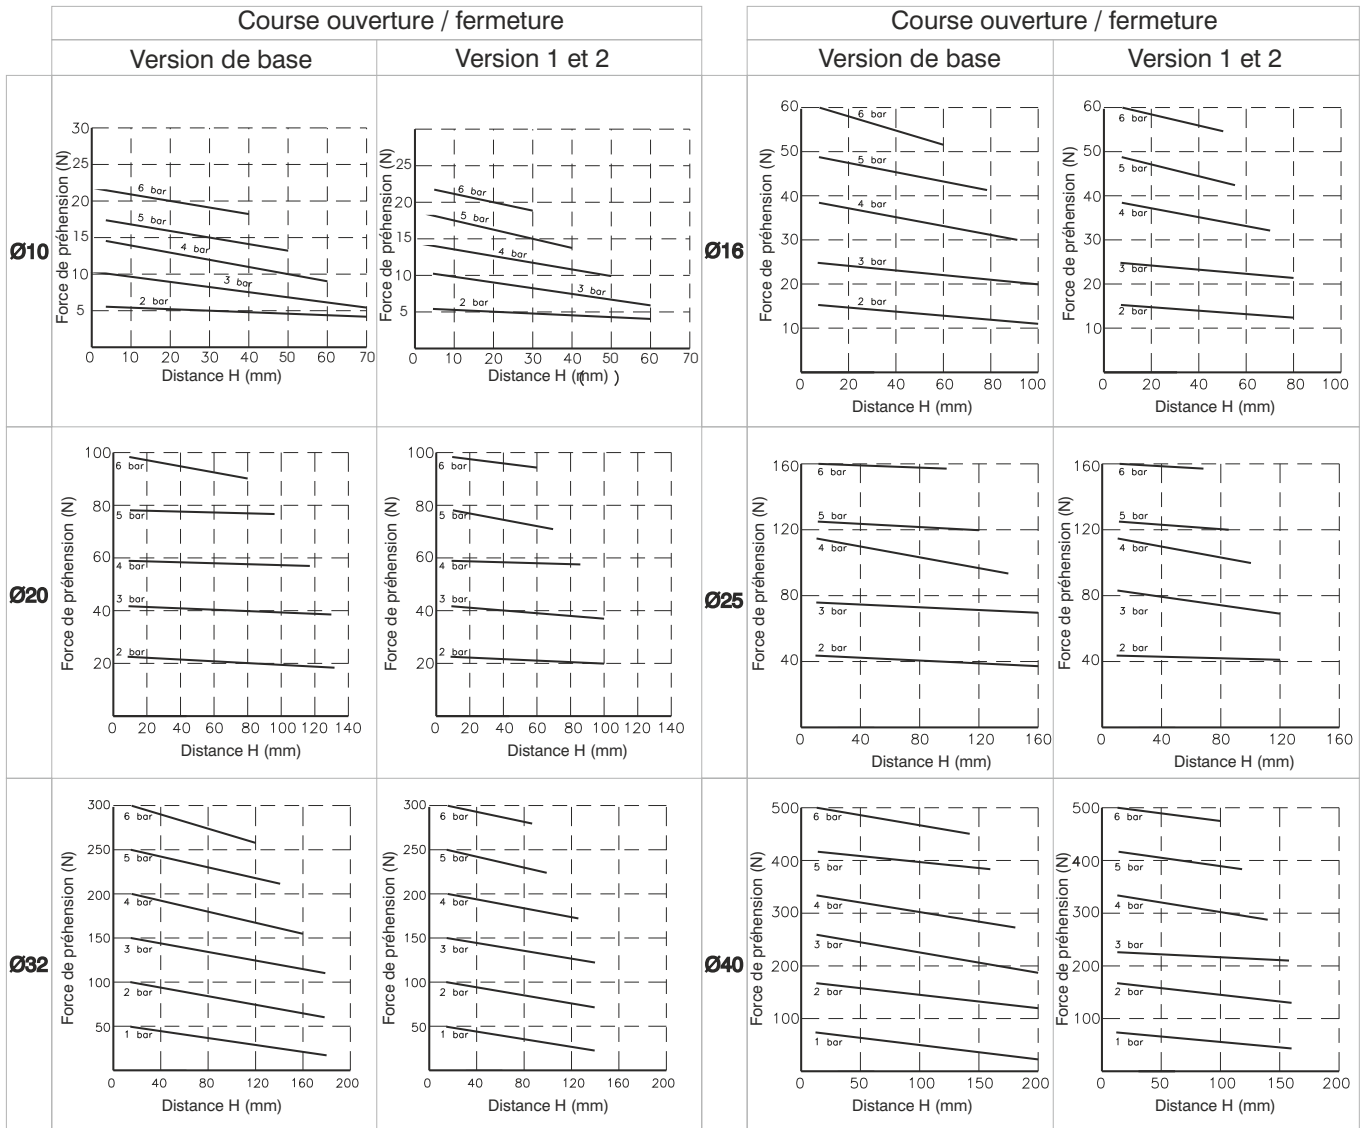 Course ouverture / fermeture
Course ouverture / fermeture
Version de base
Version 1 et 2
Version de base
Version 1 et 2
Ø10
Force de préhension (N)
30
25
20
15
10
5
6 bar
5 bar
4 bar
3 bar
2 bar
0 10 20 30 40 50 60 70
Distance H (mm)
Force de préhension (N)
25
20
15
10
5
6 bar
5 bar
4 bar
3 bar
2 bar
0 10 20 30 40 50 60 70
Distance H (mm)
( )
Ø16
Force de préhension (N)
60
50
40
30
20
10
6 bar
5 bar
4 bar
3 bar
2 bar
0 20 40 60 80 100
Distance H (mm)
Force de préhension (N)
60
50
40
30
20
10
6 bar
5 bar
4 bar
3 bar
2 bar
0 20 40 60 80 100
Distance H (mm)
Ø20
Force de préhension (N)
100
80
60
40
20
6 bar
5 bar
4 bar
3 bar
2 bar
0 20 40 60 80 100 120 140
Distance H (mm)
Force de préhension (N)
100
80
60
40
20
6 bar
5 bar
4 bar
3 bar
2 bar
0 20 40 60 80 100 120 140
Distance H (mm)
Ø25
Force de préhension (N)
160
120
80
40
6 bar
5 bar
4 bar
3 bar
2 bar
0 40 80 120 160
Distance H (mm)
Force de préhension (N)
160
120
80
40
6 bar
5 bar
4 bar
3 bar
2 bar
0 40 80 120 160
Distance H (mm)
Ø32
Force de préhension (N)
300
250
200
150
100
50
6 bar
5 bar
4 bar
3 bar
2 bar
1 bar
0 40 80 120 160 200
Distance H (mm)
Force de préhension (N)
300
250
200
150
100
50
6 bar
5 bar
4 bar
3 bar
2 bar
1 bar
0 40 80 120 160 200
Distance H (mm)
Ø40
Force de préhension (N)
500
400
300
200
100
6 bar
5 bar
4 bar
3 bar
2 bar
1 bar
0 50 100 150 200
Distance H (mm)
Force de préhension (N)
500
400
300
200
100
6 bar
5 bar
4 bar
3 bar
2 bar
1 bar
0 50 100 150 200
Distance H (mm)